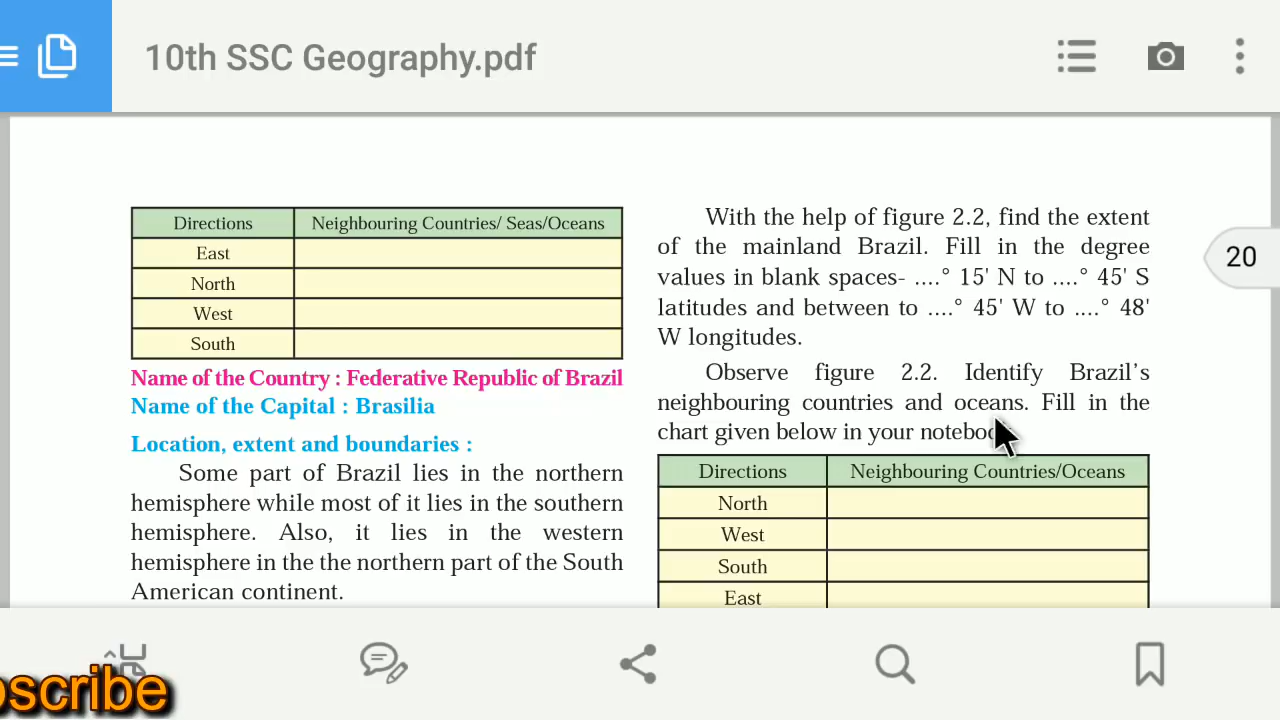 10th SSC Geography.pdf
20
Directions Neighbouring Countries/ Seas/Oceans
East
North
West
South
Name of the Country : Federative Republic of Brazil
Name of the Capital : Brasilia
Location, extent and boundaries :
Some part of Brazil lies in the northern
hemisphere while most of it lies in the southern
hemisphere. Also, it lies in the western
hemisphere in the the northern part of the South
American continent.
With the help of figure 2.2, find the extent
of the mainland Brazil. Fill in the degree
values in blank spaces- ....° 15' N to ....° 45' S
latitudes and between to ....° 45' W to ....° 48'
W longitudes.
Observe figure 2.2. Identify Brazil's
neighbouring countries and oceans. Fill in the
chart given below in your
Directions Neighbouring Countries/Oceans
North
West
South
East